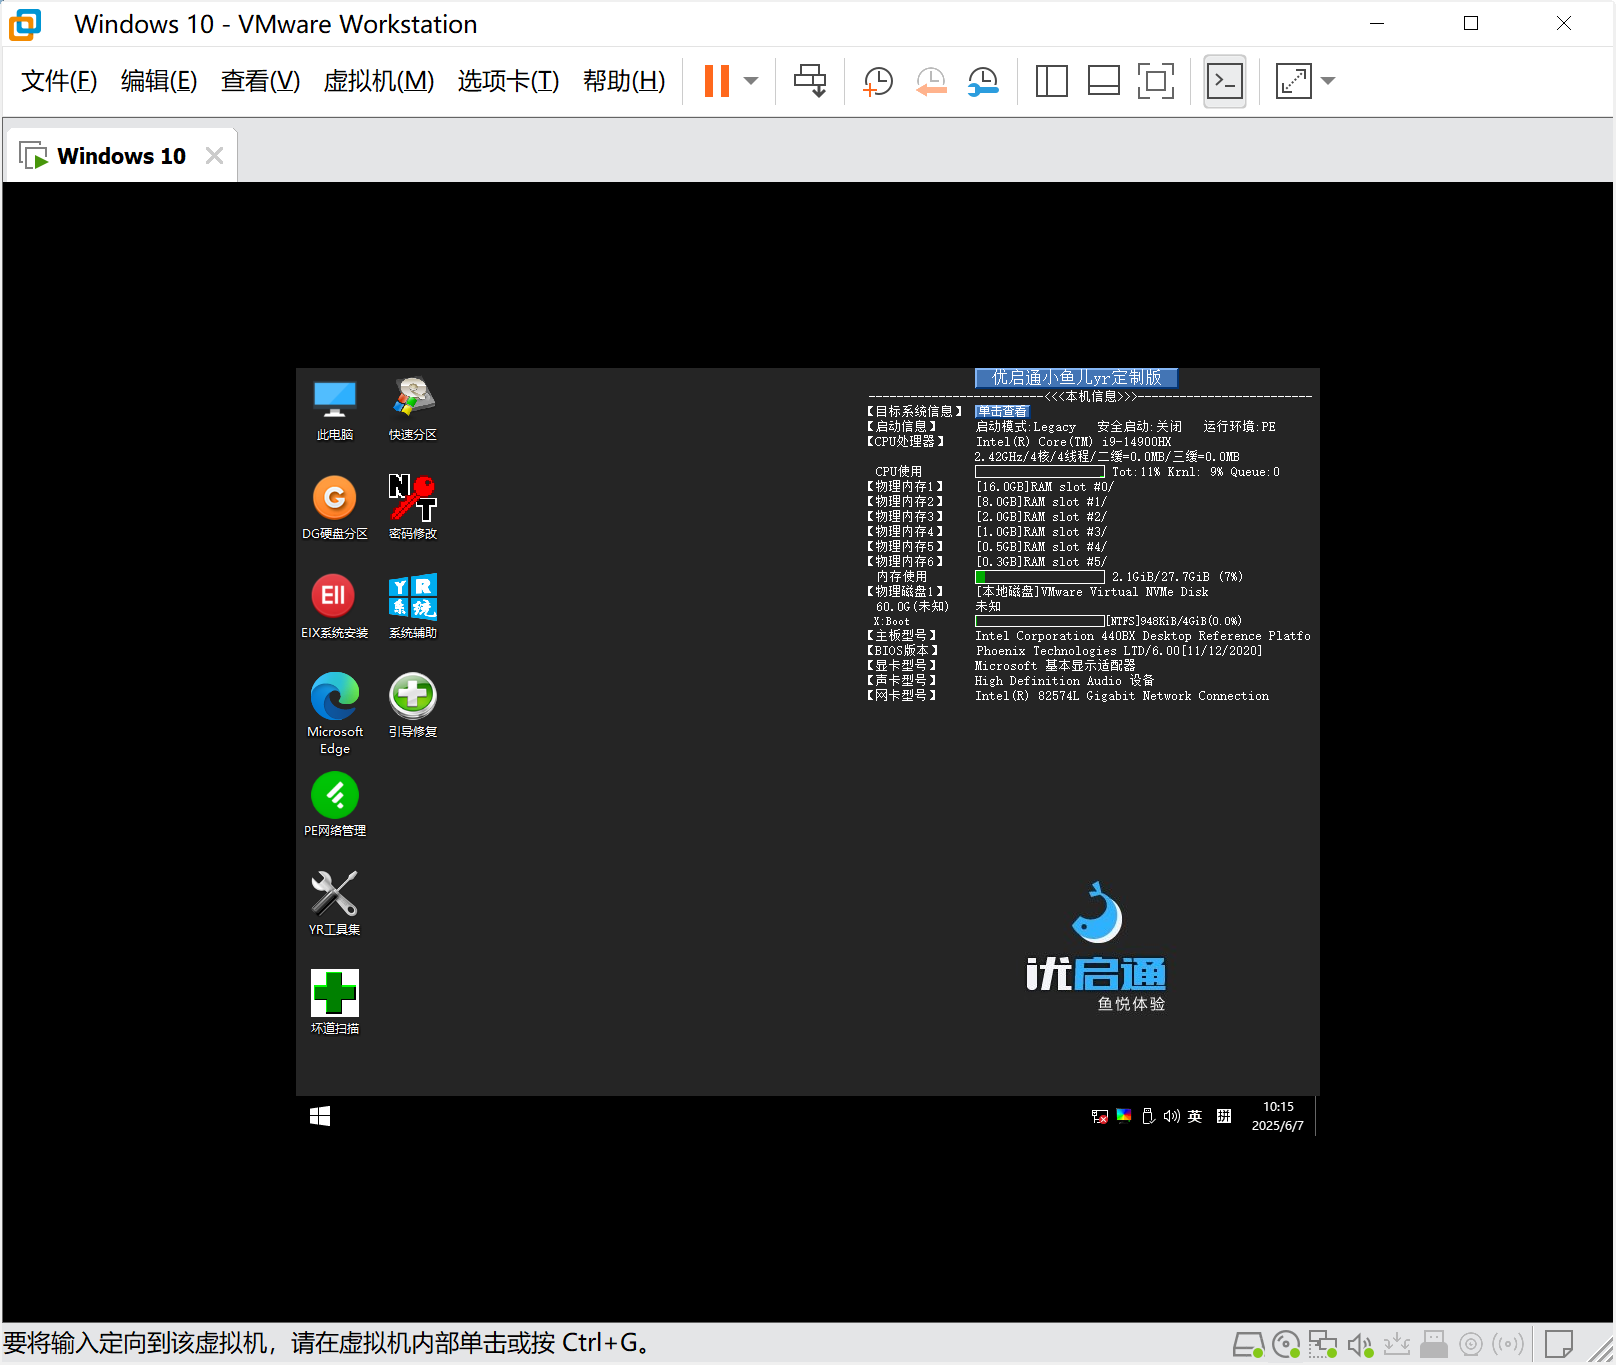 Windows 10 - VMware Workstation
文件(F) 编辑(E) 查看(V) 虚拟机(M) 选项卡(T) 帮助(H)
Windows 10
此电脑
快速分区
DG硬盘分区
密码修改
EIX系统安装
系统辅助
Microsoft Edge
引导修复
PE网络管理
YR工具集
坏道扫描
优启通小鱼儿yr定制版
-------------------------<<<本机信息>>>-------------------------
【目标系统信息】 单击查看
【启动信息】 启动模式:Legacy 安全启动:关闭 运行环境:PE
【CPU处理器】 Intel(R) Core(TM) i9-14900HX
2.42GHz/4核/4线程/二缓=0.0MB/三缓=0.0MB
CPU使用 Tot:11% Krnl: 9% Queue:0
【物理内存1】 [16.0GB]RAM slot #0/
【物理内存2】 [8.0GB]RAM slot #1/
【物理内存3】 [2.0GB]RAM slot #2/
【物理内存4】 [1.0GB]RAM slot #3/
【物理内存5】 [0.5GB]RAM slot #4/
【物理内存6】 [0.3GB]RAM slot #5/
内存使用 2.1GiB/27.7GiB (7%)
【物理磁盘1】 [本地磁盘]VMware Virtual NVMe Disk
60.0G(未知) 未知
X:Boot [NTFS]948KiB/4GiB(0.0%)
【主板型号】 Intel Corporation 440BX Desktop Reference Platfo
【BIOS版本】 Phoenix Technologies LTD/6.00[11/12/2020]
【显卡型号】 Microsoft 基本显示适配器
【声卡型号】 High Definition Audio 设备
【网卡型号】 Intel(R) 82574L Gigabit Network Connection
优启通
鱼悦体验
英 拼 10:15
2025/6/7
要将输入定向到该虚拟机，请在虚拟机内部单击或按 Ctrl+G。